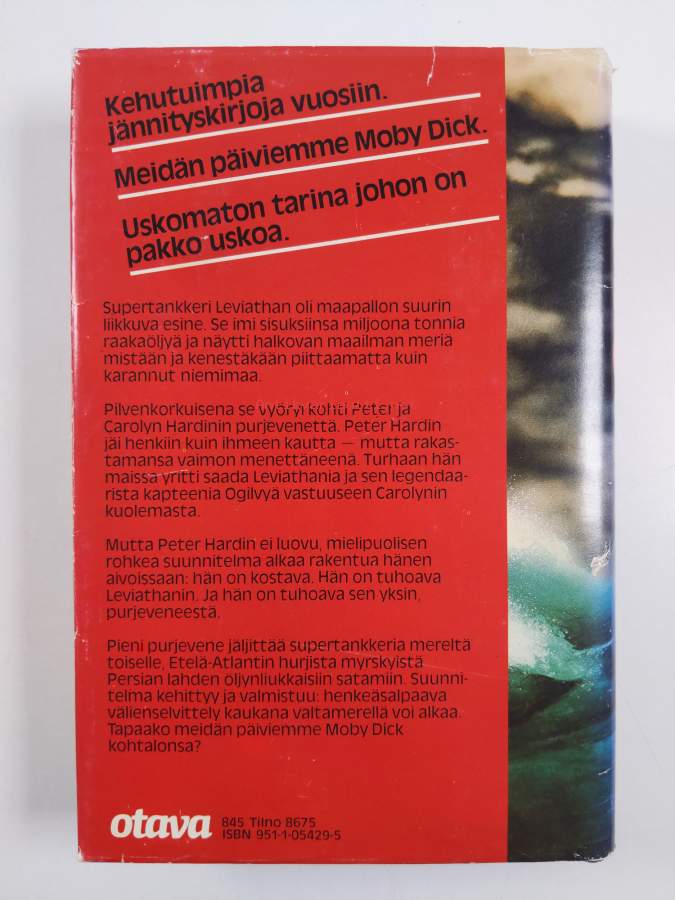 Kehutuimpia
jännityskirjoja vuosiin.
Meidän päiviemme Moby Dick.
Uskomaton tarina johon on
pakko uskoa.
Supertankkeri Leviathan oli maapallon suurin
liikkuva esine. Se imi sisuksiinsa miljoona tonnia
raakaöljyä ja näytti halkovan maailman meriä
mistään ja kenestäkään piittaamatta kuin
karannut niemimaa.
Pilvenkorkuisena se vyöryi kohti Peter ja
Carolyn Hardinin purjevenettä. Peter Hardin
jäi henkiin kuin ihmeen kautta — mutta rakas-
tamansa vaimon menettäneenä. Turhaan hän
maissa yritti saada Leviathania ja sen legendaa-
rista kapteenia Ogilvyä vastuuseen Carolynin
kuolemasta.
Mutta Peter Hardin ei luovu, mielipuolisen
rohkea suunnitelma alkaa rakentua hänen
aivoissaan: hän on kostava. Hän on tuhoava
Leviathanin. Ja hän on tuhoava sen yksin,
purjeveneestä.
Pieni purjevene jäljittää supertankkeria mereltä
toiselle, Etelä-Atlantin hurjista myrskyistä
Persian lahden öljynliukkaisiin satamiin. Suunni-
telma kehittyy ja valmistuu: henkeäsalpaava
välienselvittely kaukana valtamerellä voi alkaa.
Tapaako meidän päiviemme Moby Dick
kohtalonsa?
otava
845 Tilno 8675
ISBN 951-1-05429-5